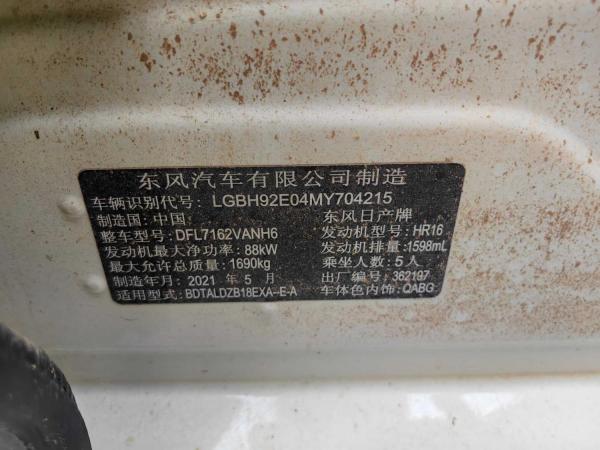 东风汽车有限公司制造
车辆识别代号: LGBH92E04MY704215
制造国: 中国 东风日产牌
整车型号: DFL7162VANH6 发动机型号: HR16
发动机最大净功率: 88kW 发动机排量: 1598mL
最大允许总质量: 1690kg 乘坐人数: 5人
制造年月: 2021 年 5 月 出厂编号: 362197
适用型式: BDTALDZB18EXA-E-A 车体色内饰: QABG